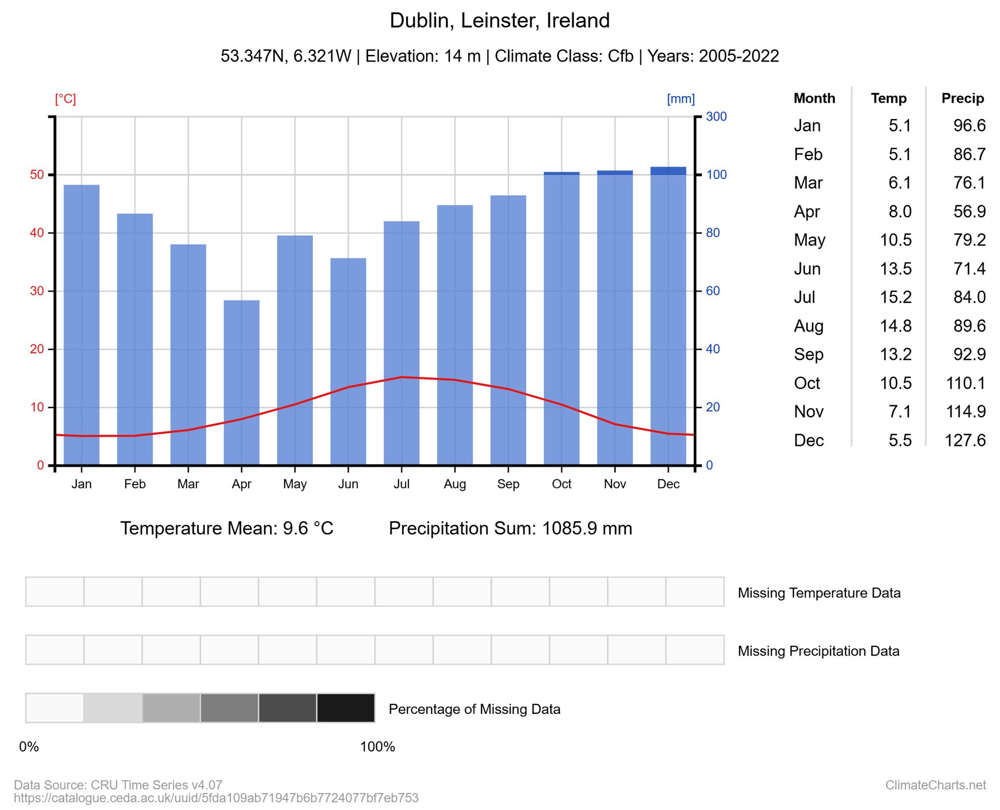 Dublin, Leinster, Ireland
53.347N, 6.321W | Elevation: 14 m | Climate Class: Cfb | Years: 2005-2022
[°C] [mm]
300
50 100
40 80
30 60
20 40
10 20
0 0
Jan Feb Mar Apr May Jun Jul Aug Sep Oct Nov Dec
Month Temp Precip
Jan 5.1 96.6
Feb 5.1 86.7
Mar 6.1 76.1
Apr 8.0 56.9
May 10.5 79.2
Jun 13.5 71.4
Jul 15.2 84.0
Aug 14.8 89.6
Sep 13.2 92.9
Oct 10.5 110.1
Nov 7.1 114.9
Dec 5.5 127.6
Temperature Mean: 9.6 °C Precipitation Sum: 1085.9 mm
Missing Temperature Data
Missing Precipitation Data
Percentage of Missing Data
0% 100%
Data Source: CRU Time Series v4.07 ClimateCharts.net
https://catalogue.ceda.ac.uk/uuid/5fda109ab71947b6b7724077bf7eb753